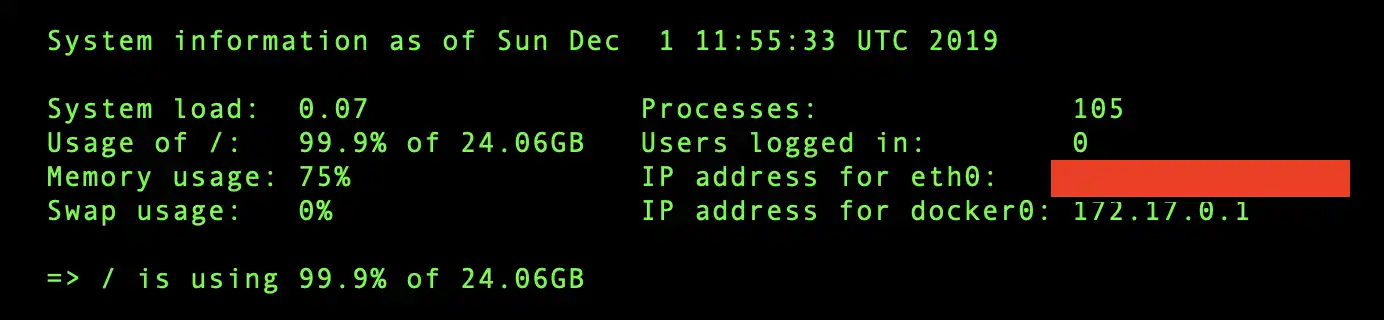 System information as of Sun Dec  1 11:55:33 UTC 2019
System load:  0.07               Processes:              105
Usage of /:   99.9% of 24.06GB   Users logged in:        0
Memory usage: 75%                IP address for eth0:
Swap usage:   0%                 IP address for docker0: 172.17.0.1
=> / is using 99.9% of 24.06GB